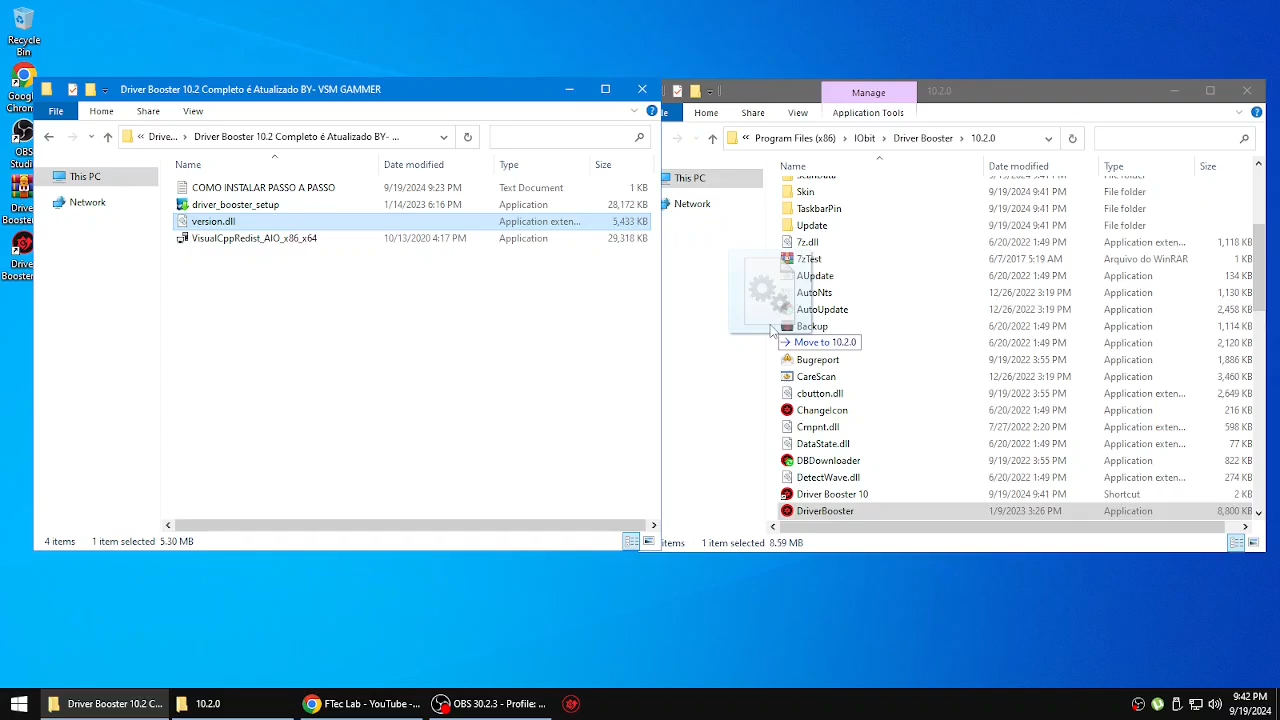 Recycle
Bin
Google
Chrom
OBS
Studi
Drive
Booster
Drive
Booster
Driver Booster 10.2 Completo é Atualizado BY- VSM GAMMER
File
Home
Share
View
« Drive... › Driver Booster 10.2 Completo é Atualizado BY- ...
This PC
Network
Name
Date modified
Type
Size
COMO INSTALAR PASSO A PASSO 9/19/2024 9:23 PM Text Document 1 KB
driver_booster_setup 1/14/2023 6:16 PM Application 28,172 KB
version.dll Application exten... 5,433 KB
VisualCppRedist_AIO_x86_x64 10/13/2020 4:17 PM Application 29,318 KB
4 items 1 item selected 5.30 MB
Manage
10.2.0
Home
Share
View
Application Tools
« Program Files (x86) › IObit › Driver Booster › 10.2.0
This PC
Network
Name
Date modified
Type
Size
Skin 9/19/2024 9:41 PM File folder
TaskbarPin 9/19/2024 9:41 PM File folder
Update 9/19/2024 9:41 PM File folder
7z.dll 6/20/2022 1:49 PM Application exten... 1,118 KB
7zTest 6/7/2017 5:19 AM Arquivo do WinRAR 1 KB
AUpdate 6/20/2022 1:49 PM Application 134 KB
AutoNts 12/26/2022 3:19 PM Application 1,130 KB
AutoUpdate 12/26/2022 3:19 PM Application 2,458 KB
Backup 6/20/2022 1:49 PM Application 1,114 KB
Move to 10.2.0
6/20/2022 1:49 PM Application 2,120 KB
Bugreport 9/19/2022 3:55 PM Application 1,886 KB
CareScan 12/26/2022 3:19 PM Application 3,460 KB
cbutton.dll 9/19/2022 3:55 PM Application exten... 2,649 KB
ChangeIcon 6/20/2022 1:49 PM Application 216 KB
Cmpnt.dll 7/27/2022 2:20 PM Application exten... 598 KB
DataState.dll 6/20/2022 1:49 PM Application exten... 77 KB
DBDownloader 9/19/2022 3:55 PM Application 822 KB
DetectWave.dll 6/20/2022 1:49 PM Application exten... 274 KB
Driver Booster 10 9/19/2024 9:41 PM Shortcut 2 KB
DriverBooster 1/9/2023 3:26 PM Application 8,800 KB
items 1 item selected 8.59 MB
Driver Booster 10.2 C...
10.2.0
FTec Lab - YouTube -...
OBS 30.2.3 - Profile: ...
9:42 PM
9/19/2024